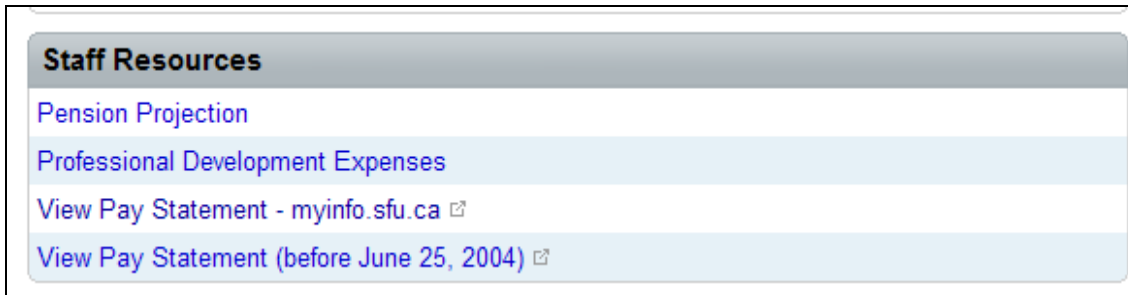 Staff Resources
Pension Projection
Professional Development Expenses
View Pay Statement - myinfo.sfu.ca
View Pay Statement (before June 25, 2004)